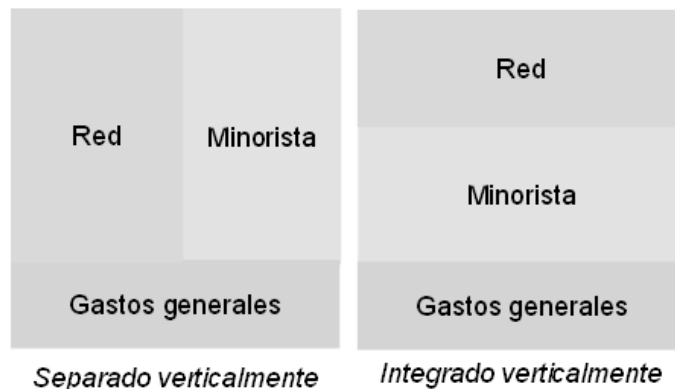 Red
Minorista
Gastos generales
Separado verticalmente
Red
Minorista
Gastos generales
Integrado verticalmente